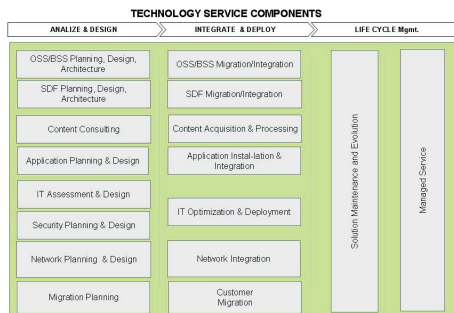 TECHNOLOGY SERVICE COMPONENTS
ANALIZE & DESIGN
INTEGRATE & DEPLOY
LIFE CYCLE Mgmt.
OSS/BSS Planning, Design,
Architecture
OSS/BSS Migration/Integration
SDF Planning, Design,
Architecture
SDF Migration/Integration
Content Consulting
Content Acquisition & Processing
Application Planning & Design
Application Instal-lation &
Integration
IT Assessment & Design
IT Optimization & Deployment
Security Planning & Design
Network Planning & Design
Network Integration
Migration Planning
Customer
Migration
Solution Maintenance and Evolution
Managed Service